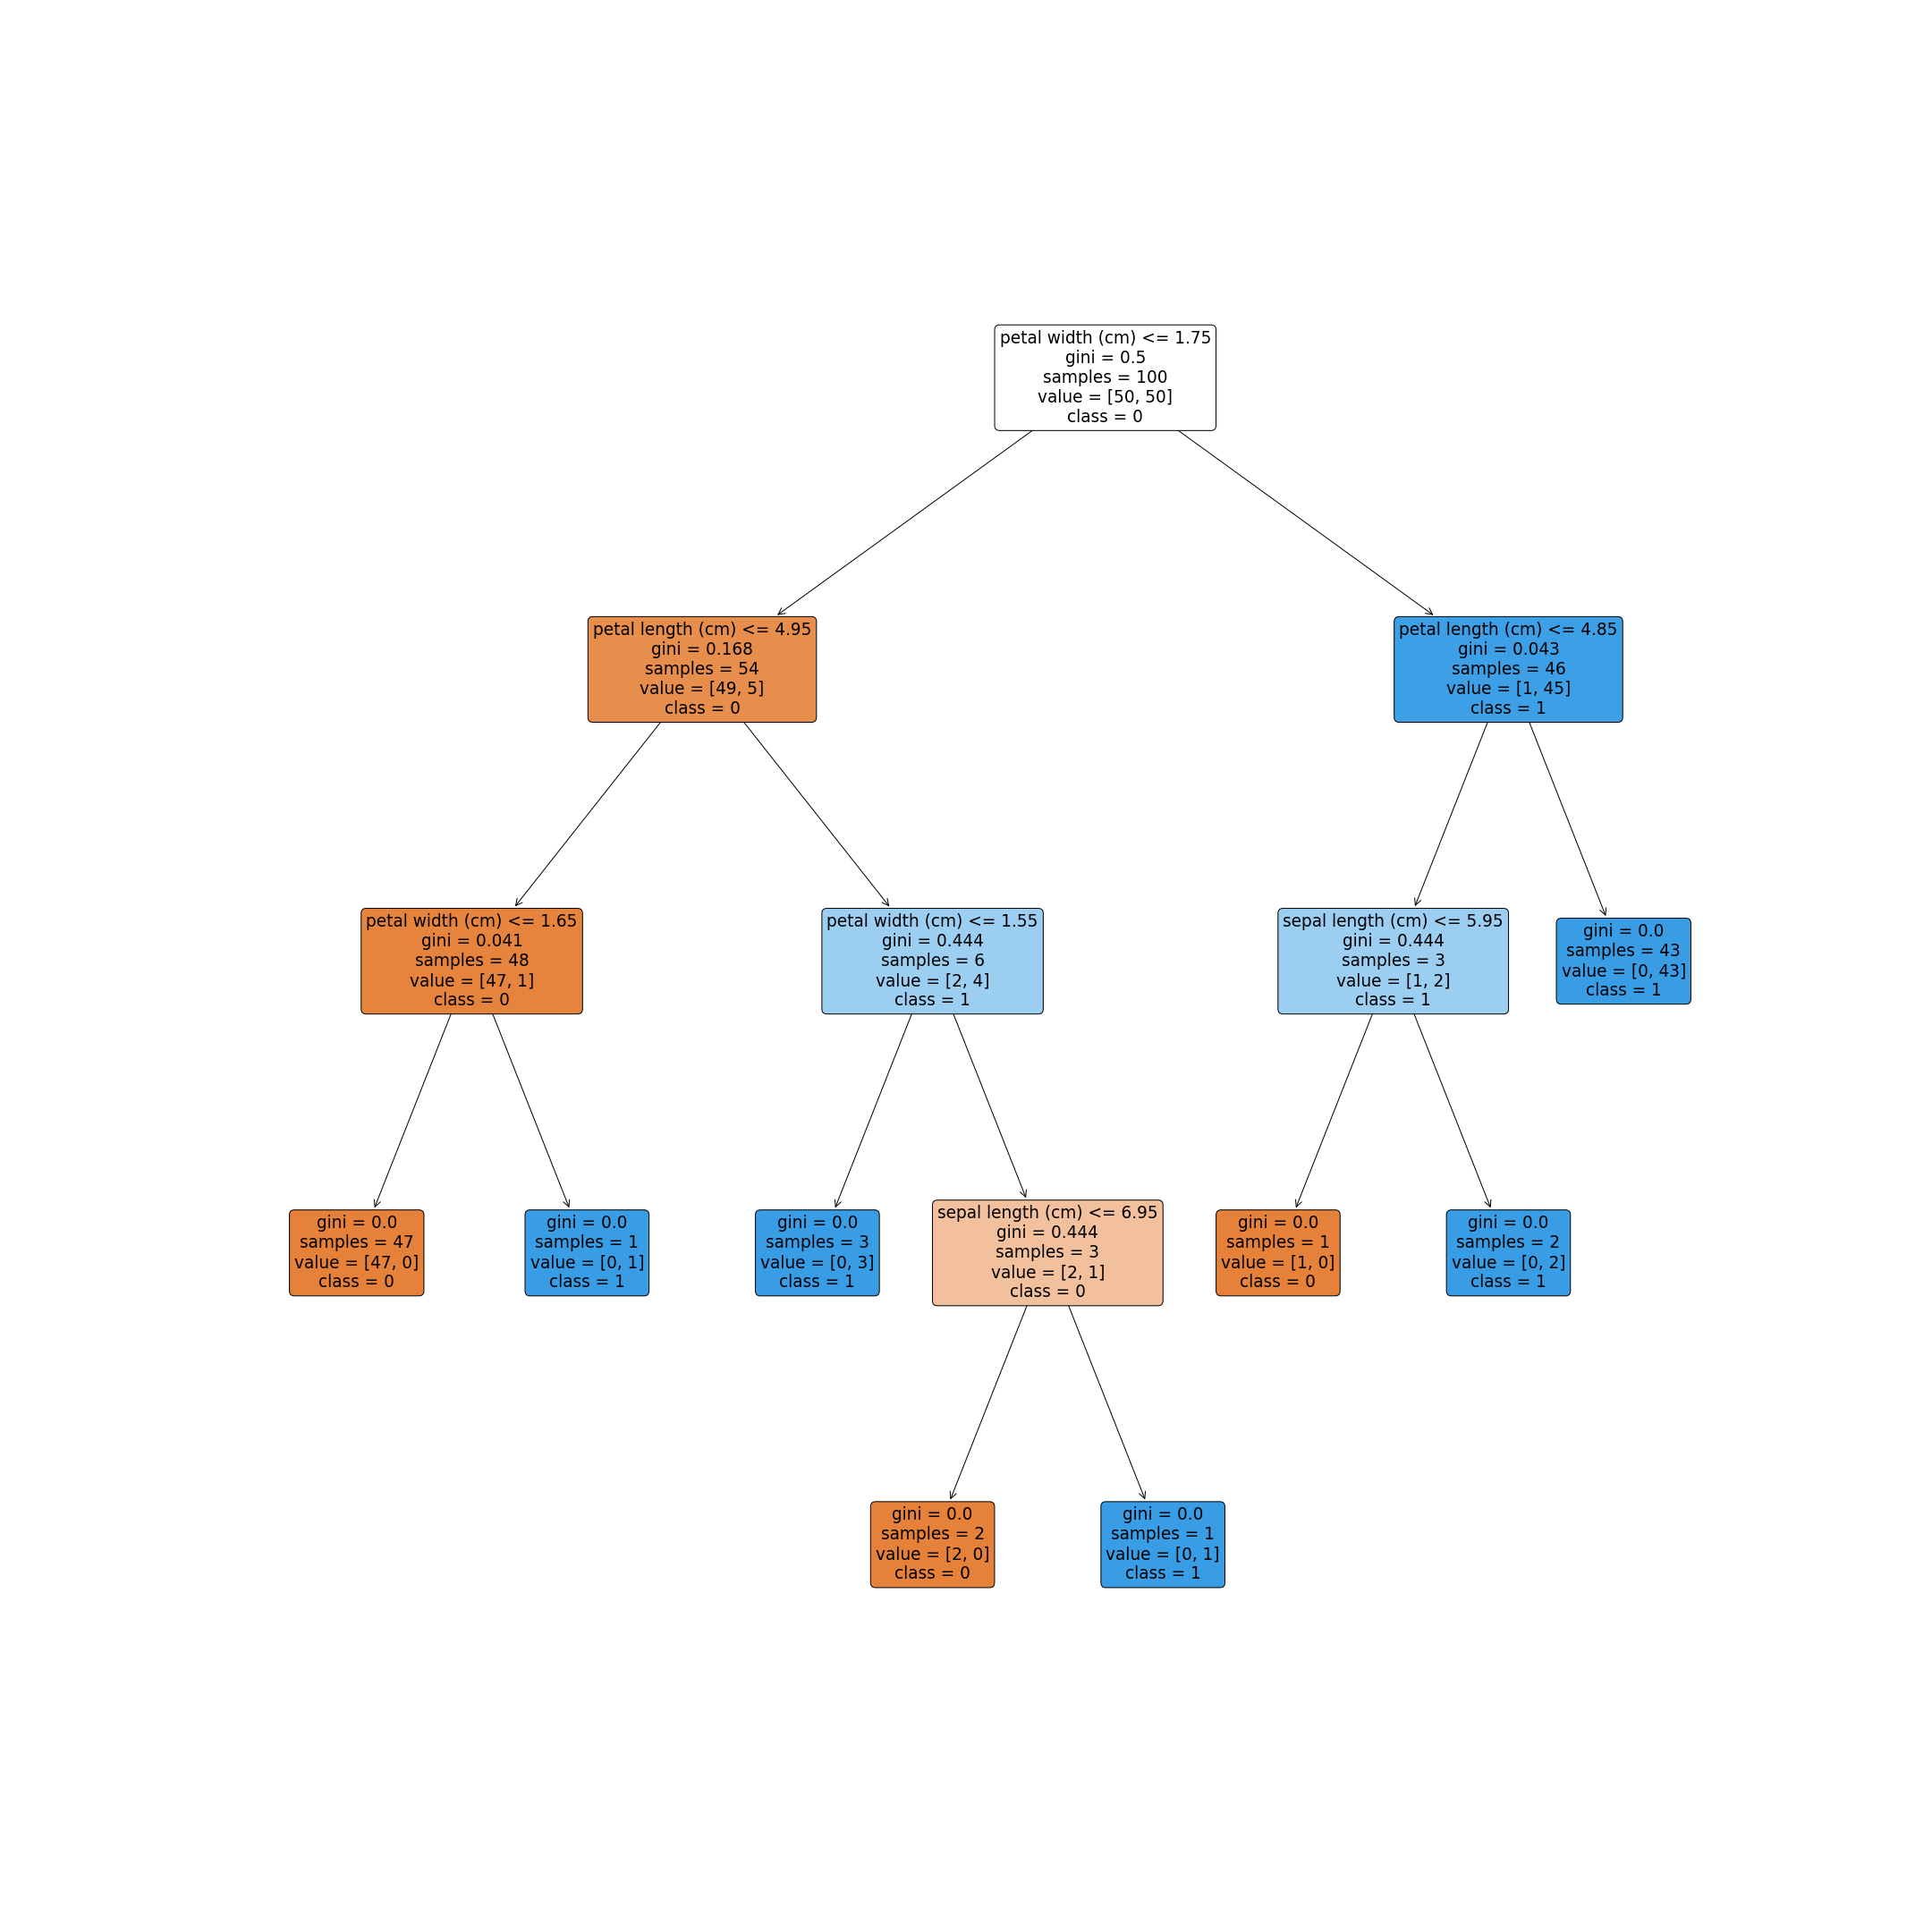 petal width (cm) <= 1.75
gini = 0.5
samples = 100
value = [50, 50]
class = 0
petal length (cm) <= 4.95
gini = 0.168
samples = 54
value = [49, 5]
class = 0
petal length (cm) <= 4.85
gini = 0.043
samples = 46
value = [1, 45]
class = 1
petal width (cm) <= 1.65
gini = 0.041
samples = 48
value = [47, 1]
class = 0
petal width (cm) <= 1.55
gini = 0.444
samples = 6
value = [2, 4]
class = 1
sepal length (cm) <= 5.95
gini = 0.444
samples = 3
value = [1, 2]
class = 1
gini = 0.0
samples = 43
value = [0, 43]
class = 1
gini = 0.0
samples = 47
value = [47, 0]
class = 0
gini = 0.0
samples = 1
value = [0, 1]
class = 1
gini = 0.0
samples = 3
value = [0, 3]
class = 1
sepal length (cm) <= 6.95
gini = 0.444
samples = 3
value = [2, 1]
class = 0
gini = 0.0
samples = 1
value = [1, 0]
class = 0
gini = 0.0
samples = 2
value = [0, 2]
class = 1
gini = 0.0
samples = 2
value = [2, 0]
class = 0
gini = 0.0
samples = 1
value = [0, 1]
class = 1